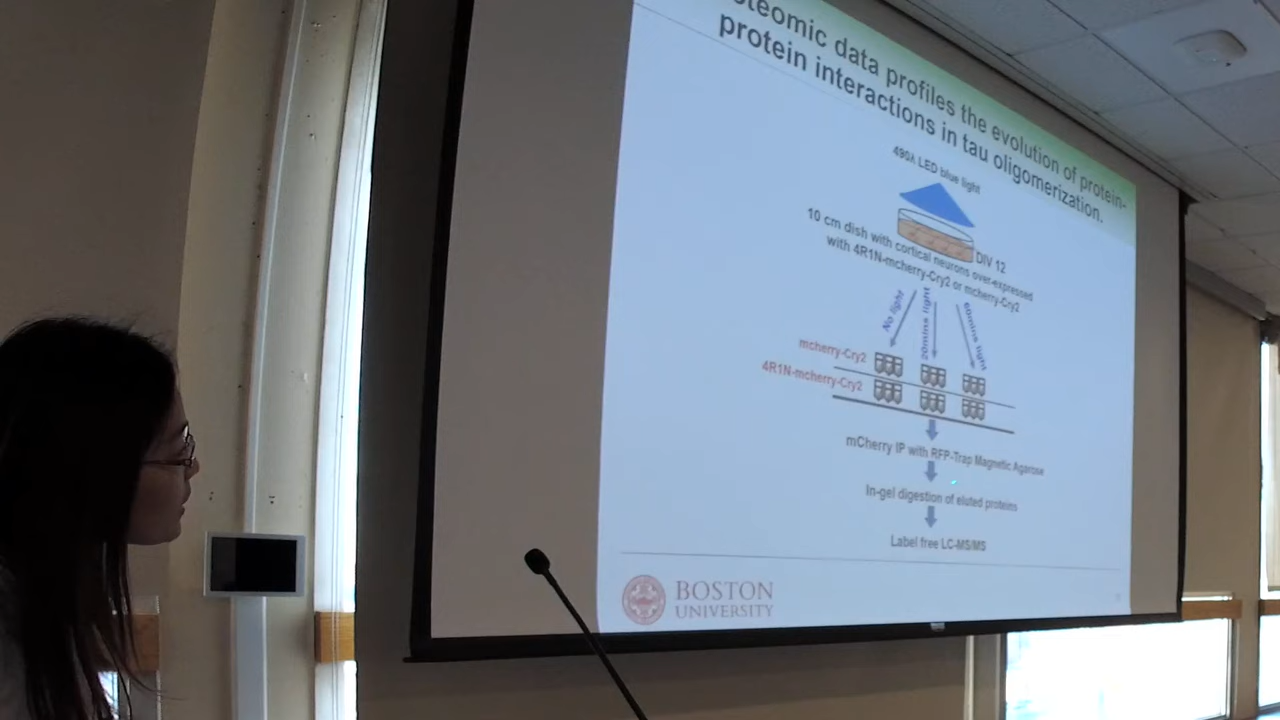 data profiles the evolution of protein-
protein interactions in tau oligomerization.
490λ LED blue light
DIV 12
10 cm dish with cortical neurons over-expressed
with 4R1N-mcherry-Cry2 or mcherry-Cry2
No light
20mins light
60mins light
mcherry-Cry2
4R1N-mcherry-Cry2
mCherry IP with RFP-Trap Magnetic Agarose
In-gel digestion of eluted proteins
Label free LC-MS/MS
BOSTON
UNIVERSITY